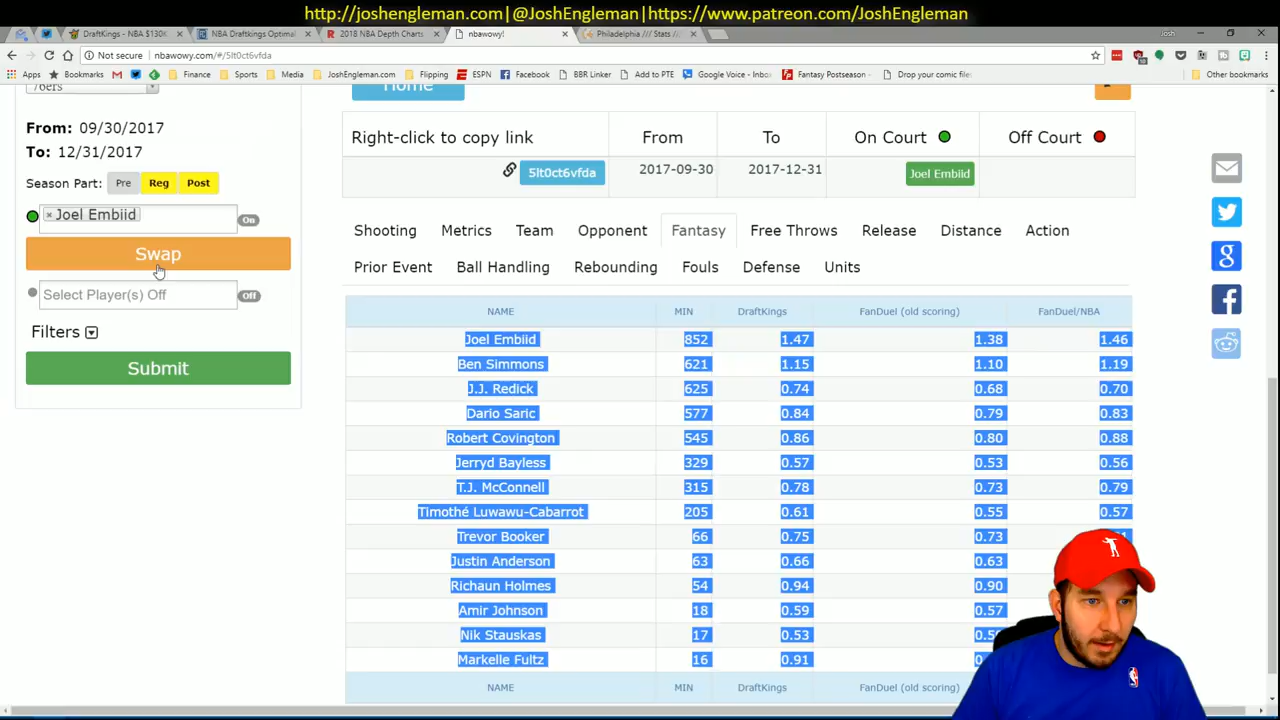 http://joshengleman.com|@JoshEngleman|https://www.patreon.com/JoshEngleman
DraftKings - NBA $130K
NBA Draftkings Optimal
2018 NBA Depth Charts
nbawowy!
Philadelphia /// Stats /
Josh
Not secure | nbawowy.com/#/5lt0ct6vfda
Apps Bookmarks Finance Sports Media JoshEngleman.com Flipping ESPN Facebook BBR Linker Add to PTE Google Voice - Inbo Fantasy Postseason - Drop your comic file Other bookmarks
76ers
Home
From: 09/30/2017
To: 12/31/2017
Season Part: Pre Reg Post
× Joel Embiid On
Swap
Select Player(s) Off Off
Filters
Submit
Right-click to copy link From To On Court Off Court
5lt0ct6vfda 2017-09-30 2017-12-31 Joel Embiid
Shooting Metrics Team Opponent Fantasy Free Throws Release Distance Action
Prior Event Ball Handling Rebounding Fouls Defense Units
NAME MIN DraftKings FanDuel (old scoring) FanDuel/NBA
Joel Embiid 852 1.47 1.38 1.46
Ben Simmons 621 1.15 1.10 1.19
J.J. Redick 625 0.74 0.68 0.70
Dario Saric 577 0.84 0.79 0.83
Robert Covington 545 0.86 0.80 0.88
Jerryd Bayless 329 0.57 0.53 0.56
T.J. McConnell 315 0.78 0.73 0.79
Timothé Luwawu-Cabarrot 205 0.61 0.55 0.57
Trevor Booker 66 0.75 0.73
Justin Anderson 63 0.66 0.63
Richaun Holmes 54 0.94 0.90
Amir Johnson 18 0.59 0.57
Nik Stauskas 17 0.53
Markelle Fultz 16 0.91
NAME MIN DraftKings FanDuel (old scoring)